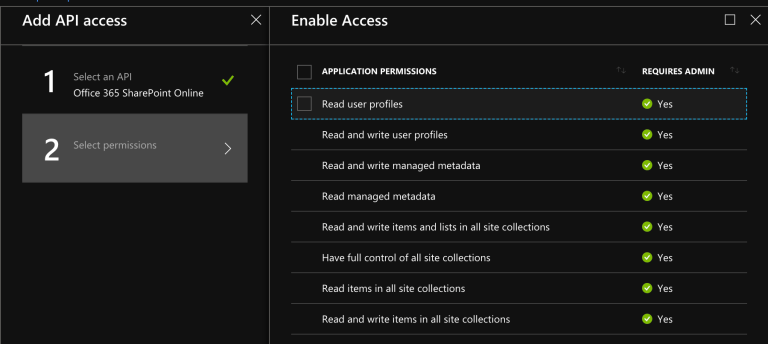 Add API access
1
Select an API
Office 365 SharePoint Online
2
Select permissions
Enable Access
APPLICATION PERMISSIONS REQUIRES ADMIN
Read user profiles Yes
Read and write user profiles Yes
Read and write managed metadata Yes
Read managed metadata Yes
Read and write items and lists in all site collections Yes
Have full control of all site collections Yes
Read items in all site collections Yes
Read and write items in all site collections Yes